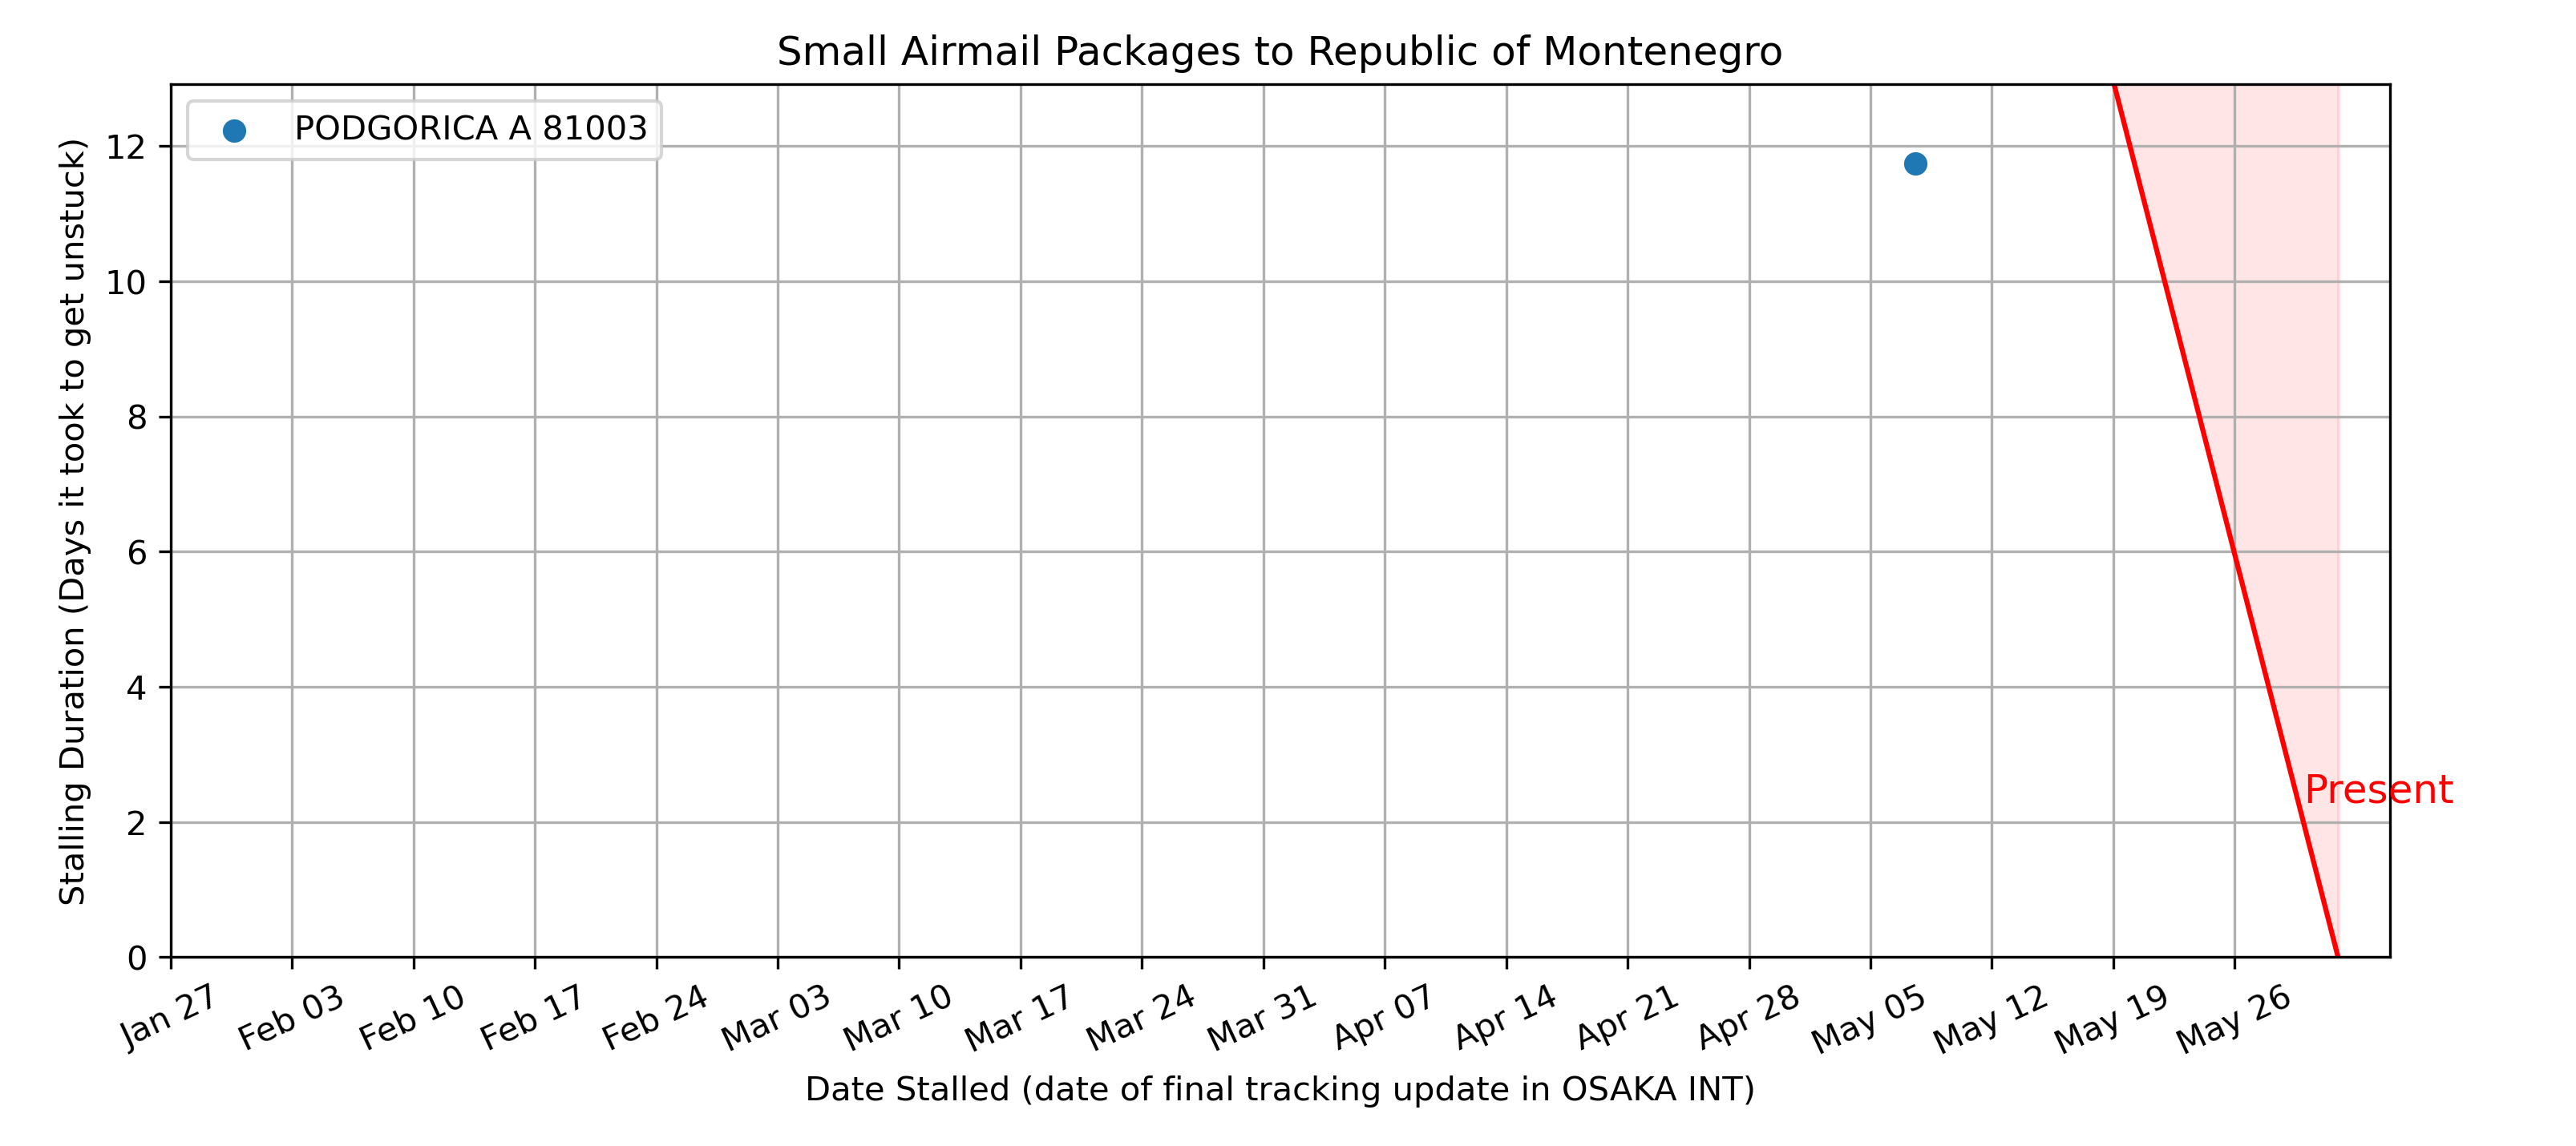 Small Airmail Packages to Republic of Montenegro
PODGORICA A 81003
Stalling Duration (Days it took to get unstuck)
12
10
8
6
4
2
0
Present
Jan 27
Feb 03
Feb 10
Feb 17
Feb 24
Mar 03
Mar 10
Mar 17
Mar 24
Mar 31
Apr 07
Apr 14
Apr 21
Apr 28
May 05
May 12
May 19
May 26
Date Stalled (date of final tracking update in OSAKA INT)